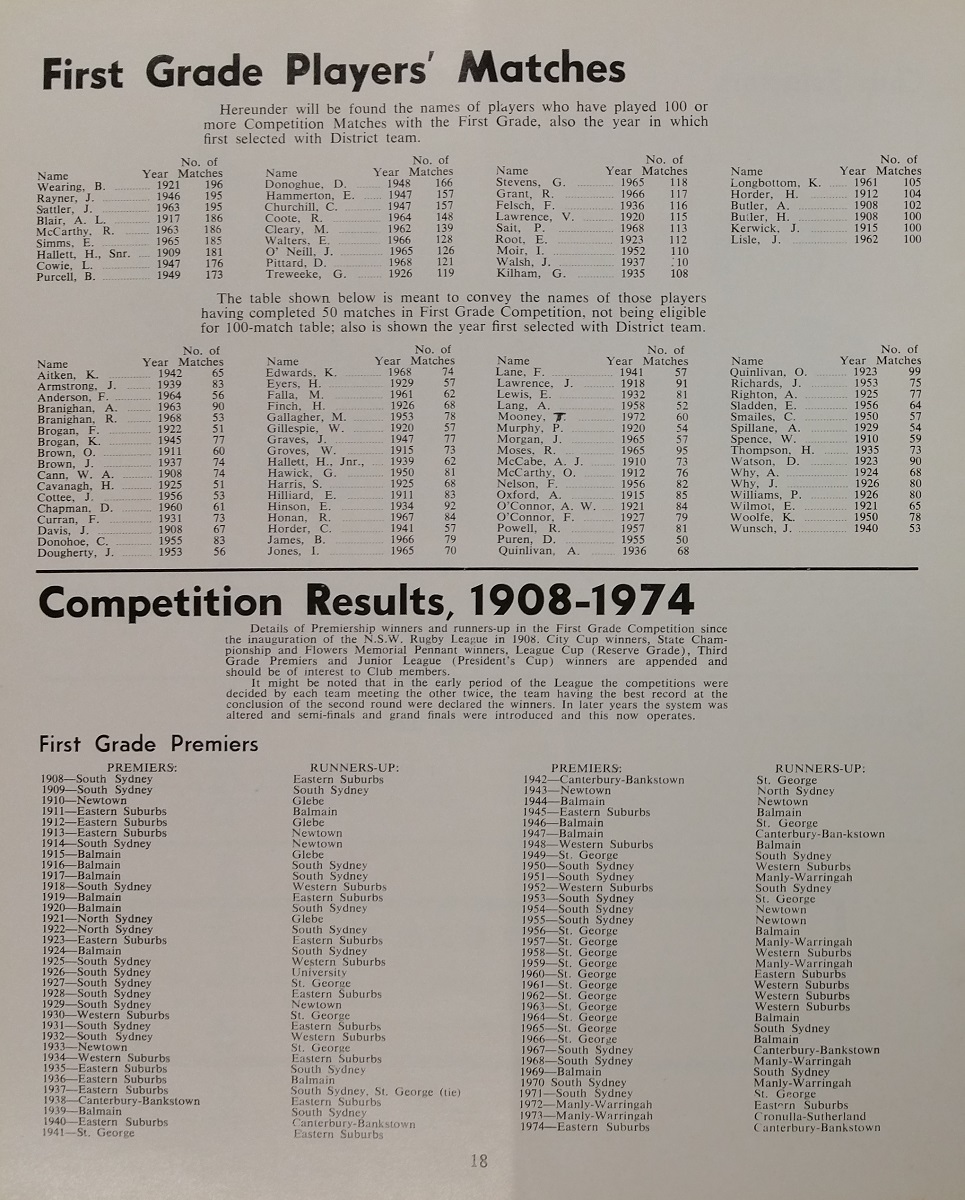 First Grade Players' Matches
Hereunder will be found the names of players who have played 100 or
more Competition Matches with the First Grade, also the year in which
first selected with District team.
Name Year No. of Matches
Wearing, B. 1921 196
Rayner, J. 1946 195
Sattler, J. 1963 195
Blair, A. L. 1917 186
McCarthy, R. 1963 186
Simms, E. 1965 185
Hallett, H., Snr. 1909 181
Cowie, L. 1947 176
Purcell, B. 1949 173
Name Year No. of Matches
Donoghue, D. 1948 166
Hammerton, E. 1947 157
Churchill, C. 1947 157
Coote, R. 1964 148
Cleary, M. 1962 139
Walters, E. 1966 128
O' Neill, J. 1965 126
Pittard, D. 1968 121
Treweeke, G. 1926 119
Name Year No. of Matches
Stevens, G. 1965 118
Grant, R. 1966 117
Felsch, F. 1936 116
Lawrence, V. 1920 115
Sait, P. 1968 113
Root, E. 1923 112
Moir, I. 1952 110
Walsh, J. 1937 10
Kilham, G. 1935 108
Name Year No. of Matches
Longbottom, K. 1961 105
Horder, H. 1912 104
Butler, A. 1908 102
Butler, H. 1908 100
Kerwick, J. 1915 100
Lisle, J. 1962 100
The table shown below is meant to convey the names of those players
having completed 50 matches in First Grade Competition, not being eligible
for 100-match table; also is shown the year first selected with District team.
Name Year No. of Matches
Aitken, K. 1942 65
Armstrong, J. 1939 83
Anderson, F. 1964 56
Branighan, A. 1963 90
Branighan, R. 1968 53
Brogan, F. 1922 51
Brogan, K. 1945 77
Brown, O. 1911 60
Brown, J. 1937 74
Cann, W. A. 1908 74
Cavanagh, H. 1925 51
Cottee, J. 1956 53
Chapman, D. 1960 61
Curran, F. 1931 73
Davis, J. 1908 67
Donohoe, C. 1955 83
Dougherty, J. 1953 56
Name Year No. of Matches
Edwards, K. 1968 74
Eyers, H. 1929 57
Falla, M. 1961 62
Finch, H. 1926 68
Gallagher, M. 1953 78
Gillespie, W. 1920 57
Graves, J. 1947 77
Groves, W. 1915 73
Hallett, H., Jnr., 1939 62
Hawick, G. 1950 81
Harris, S. 1925 68
Hilliard, E. 1911 83
Hinson, E. 1934 92
Honan, R. 1967 84
Horder, C. 1941 57
James, B. 1966 79
Jones, I. 1965 70
Name Year No. of Matches
Lane, F. 1941 57
Lawrence, J. 1918 91
Lewis, E. 1932 81
Lang, A. 1958 52
Mooney, T. 1972 60
Murphy, P. 1920 54
Morgan, J. 1965 57
Moses, R. 1965 95
McCabe, A. J. 1910 73
McCarthy, O. 1912 76
Nelson, F. 1956 82
Oxford, A. 1915 85
O'Connor, A. W. 1921 84
O'Connor, F. 1927 79
Powell, R. 1957 81
Puren, D. 1955 50
Quinlivan, A. 1936 68
Name Year No. of Matches
Quinlivan, O. 1923 99
Richards, J. 1953 75
Righton, A. 1925 77
Sladden, E. 1956 64
Smailes, C. 1950 57
Spillane, A. 1929 54
Spence, W. 1910 59
Thompson, H. 1935 73
Watson, D. 1923 90
Why, A. 1924 68
Why, J. 1926 80
Williams, P. 1926 80
Wilmot, E. 1921 65
Woolfe, K. 1950 78
Wunsch, J. 1940 53
Competition Results, 1908-1974
Details of Premiership winners and runners-up in the First Grade Competition since
the inauguration of the N.S.W. Rugby League in 1908. City Cup winners, State Cham-
pionship and Flowers Memorial Pennant winners, League Cup (Reserve Grade), Third
Grade Premiers and Junior League (President's Cup) winners are appended and
should be of interest to Club members.
It might be noted that in the early period of the League the competitions were
decided by each team meeting the other twice, the team having the best record at the
conclusion of the second round were declared the winners. In later years the system was
altered and semi-finals and grand finals were introduced and this now operates.
First Grade Premiers
PREMIERS: RUNNERS-UP:
1908—South Sydney Eastern Suburbs
1909—South Sydney South Sydney
1910—Newtown Glebe
1911—Eastern Suburbs Balmain
1912—Eastern Suburbs Glebe
1913—Eastern Suburbs Newtown
1914—South Sydney Newtown
1915—Balmain Glebe
1916—Balmain South Sydney
1917—Balmain South Sydney
1918—South Sydney Western Suburbs
1919—Balmain Eastern Suburbs
1920—Balmain South Sydney
1921—North Sydney Glebe
1922—North Sydney South Sydney
1923—Eastern Suburbs Eastern Suburbs
1924—Balmain South Sydney
1925—South Sydney Western Suburbs
1926—South Sydney University
1927—South Sydney St. George
1928—South Sydney Eastern Suburbs
1929—South Sydney Newtown
1930—Western Suburbs St. George
1931—South Sydney Eastern Suburbs
1932—South Sydney Western Suburbs
1933—Newtown St. George
1934—Western Suburbs Eastern Suburbs
1935—Eastern Suburbs South Sydney
1936—Eastern Suburbs Balmain
1937—Eastern Suburbs South Sydney, St. George (tie)
1938—Canterbury-Bankstown Eastern Suburbs
1939—Balmain South Sydney
1940—Eastern Suburbs Canterbury-Bankstown
1941—St. George Eastern Suburbs
PREMIERS: RUNNERS-UP:
1942—Canterbury-Bankstown St. George
1943—Newtown North Sydney
1944—Balmain Newtown
1945—Eastern Suburbs Balmain
1946—Balmain St. George
1947—Balmain Canterbury-Ban-kstown
1948—Western Suburbs Balmain
1949—St. George South Sydney
1950—South Sydney Western Suburbs
1951—South Sydney Manly-Warringah
1952—Western Suburbs South Sydney
1953—South Sydney St. George
1954—South Sydney Newtown
1955—South Sydney Newtown
1956—St. George Balmain
1957—St. George Manly-Warringah
1958—St. George Western Suburbs
1959—St. George Manly-Warringah
1960—St. George Eastern Suburbs
1961—St. George Western Suburbs
1962—St. George Western Suburbs
1963—St. George Western Suburbs
1964—St. George Balmain
1965—St. George South Sydney
1966—St. George Balmain
1967—South Sydney Canterbury-Bankstown
1968—South Sydney Manly-Warringah
1969—Balmain South Sydney
1970 South Sydney Manly-Warringah
1971—South Sydney St. George
1972—Manly-Warringah Eastern Suburbs
1973—Manly-Warringah Cronulla-Sutherland
1974—Eastern Suburbs Canterbury-Bankstown
18